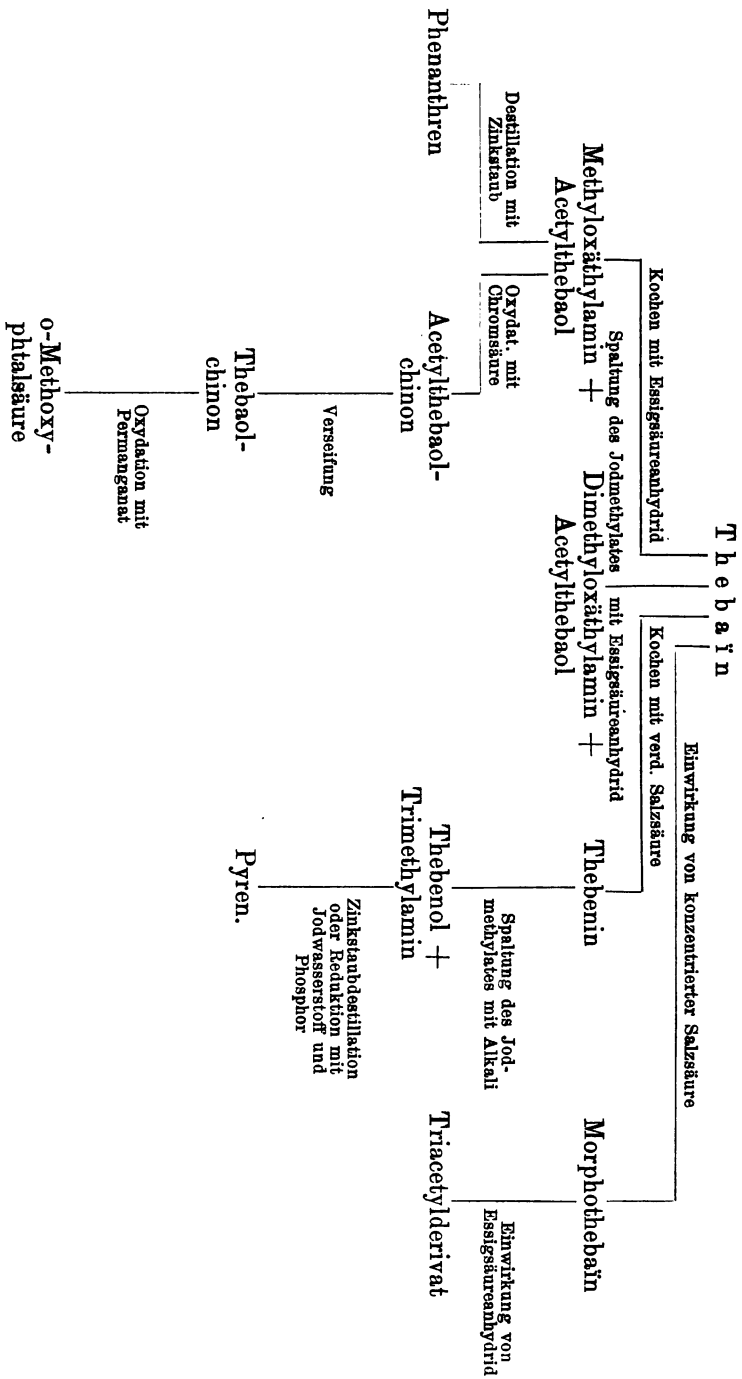 Thebaïn
Kochen mit Essigsäureanhydrid
Spaltung des Jodmethylates
mit Essigsäureanhydrid
Kochen mit verd. Salzsäure
Einwirkung von konzentrierter Salzsäure
Methyloxäthylamin +
Acetylthebaol
Dimethyloxäthylamin +
Acetylthebaol
Thebenin
Morphothebaïn
Destillation mit
Zinkstaub
Oxydat. mit
Chromsäure
Spaltung des Jod-
methylates mit Alkali
Einwirkung von
Essigsäureanhydrid
Phenanthren
Acetylthebaol-
chinon
Thebenol +
Trimethylamin
Triacetylderivat
Verseifung
Zinkstaubdestillation
oder Reduktion mit
Jodwasserstoff und
Phosphor
Thebaol-
chinon
Pyren.
Oxydation mit
Permanganat
o-Methoxy-
phtalsäure